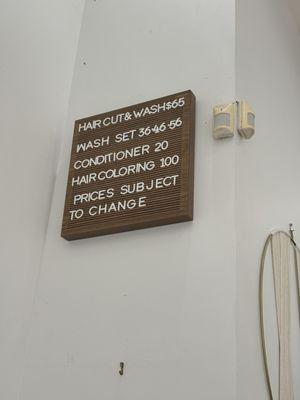 HAIR CUT & WASH $65
WASH SET 36·46·56
CONDITIONER 20
HAIR COLORING 100
PRICES SUBJECT
TO CHANGE